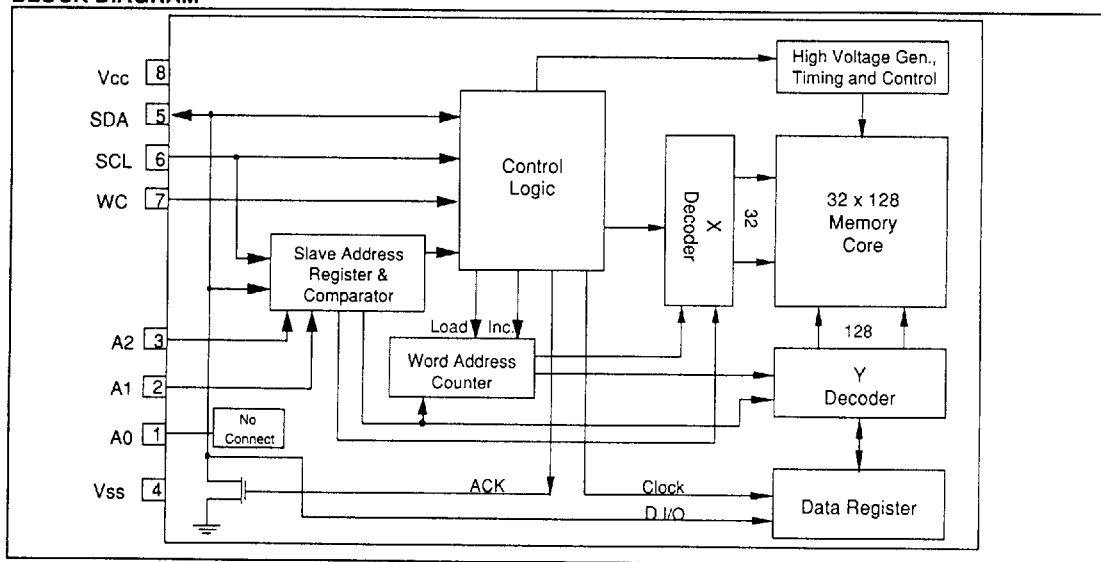 BLOCK DIAGRAM
Vcc 8
SDA 5
SCL 6
WC 7
A2 3
A1 2
A0 1
Vss 4
No
Connect
Slave Address
Register &
Comparator
Control
Logic
Load Inc.
Word Address
Counter
High Voltage Gen.,
Timing and Control
X
Decoder
32
32 x 128
Memory
Core
128
Y
Decoder
ACK
Clock
D I/O
Data Register